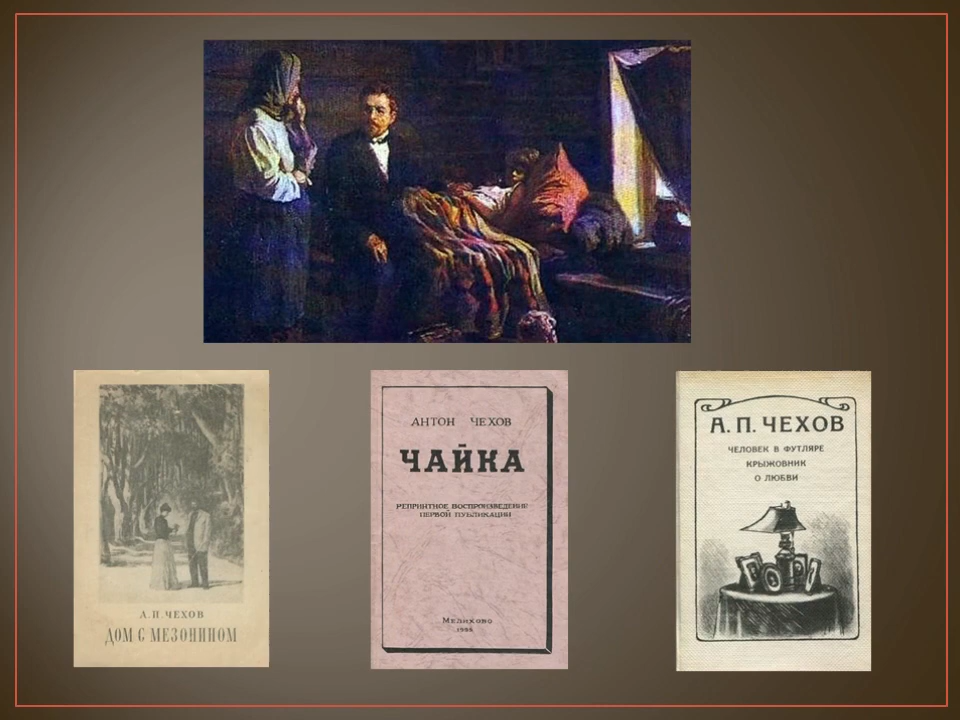 А. П. ЧЕХОВ
ДОМ С МЕЗОНИНОМ
АНТОН ЧЕХОВ
ЧАЙКА
РЕПРИНТНОЕ ВОСПРОИЗВЕДЕНИЕ
ПЕРВОЙ ПУБЛИКАЦИИ
Мелихово
А. П. ЧЕХОВ
ЧЕЛОВЕК В ФУТЛЯРЕ
КРЫЖОВНИК
О ЛЮБВИ